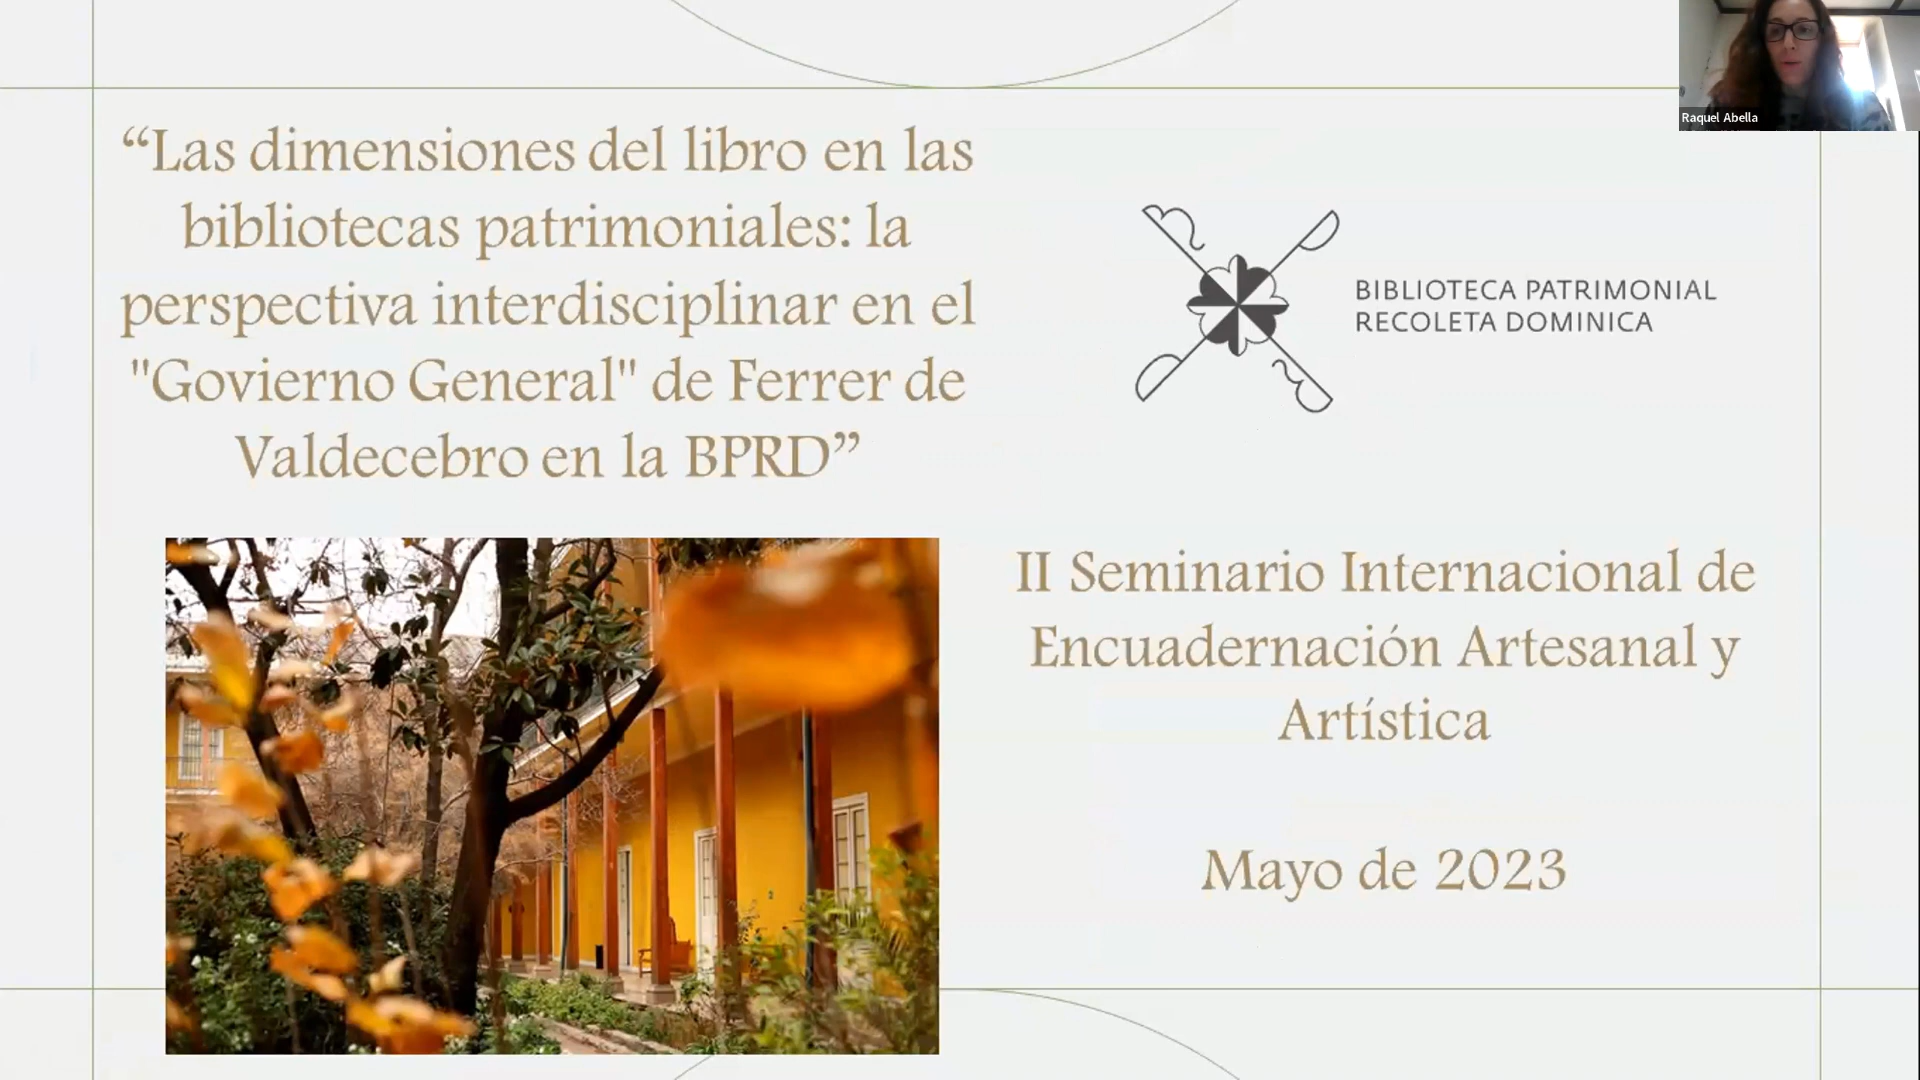 Raquel Abella
“Las dimensiones del libro en las
bibliotecas patrimoniales: la
perspectiva interdisciplinar en el
"Govierno General" de Ferrer de
Valdecebro en la BPRD”
BIBLIOTECA PATRIMONIAL
RECOLETA DOMINICA
II Seminario Internacional de
Encuadernación Artesanal y
Artística
Mayo de 2023